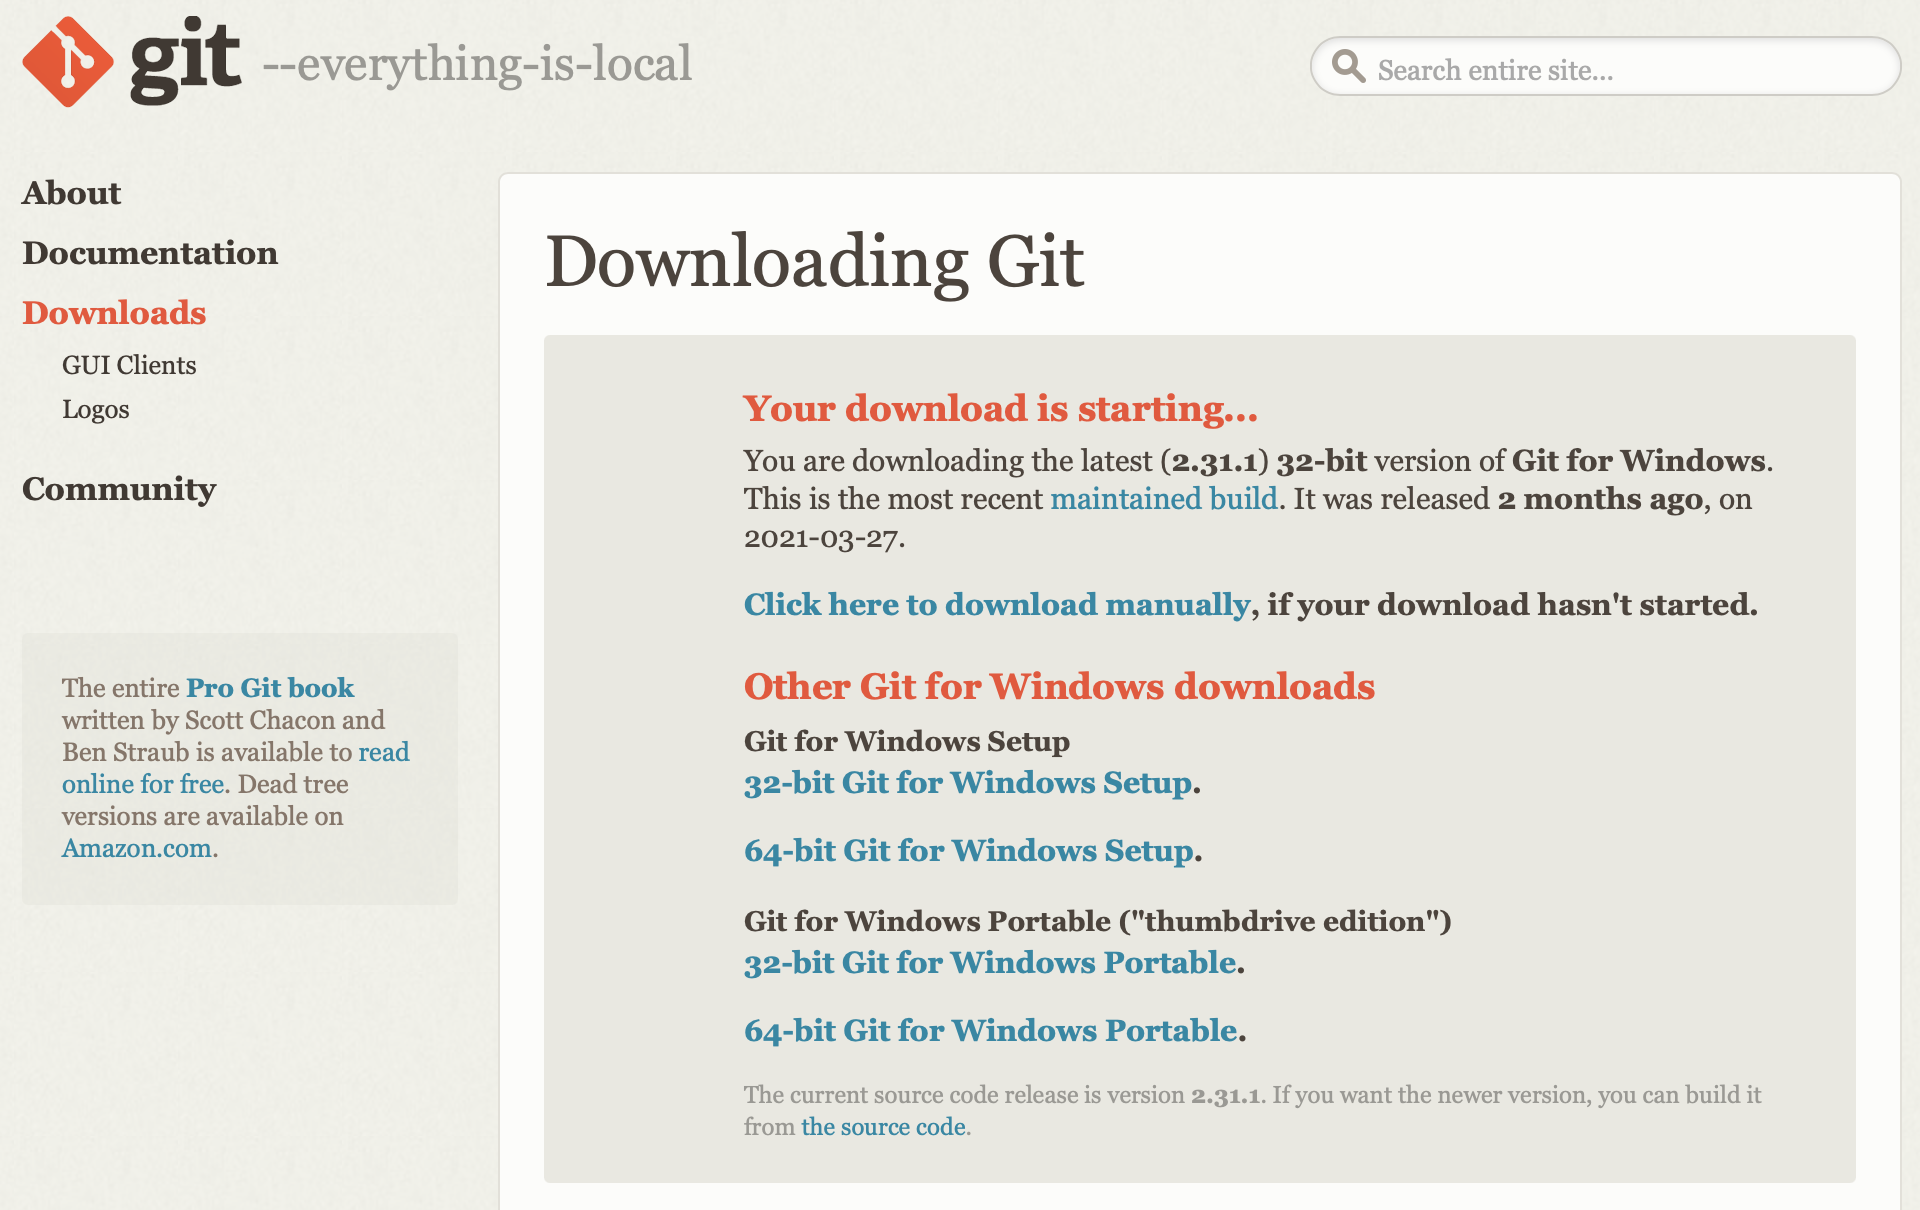 git --everything-is-local
Search entire site...
About
Documentation
Downloads
GUI Clients
Logos
Community
The entire Pro Git book
written by Scott Chacon and
Ben Straub is available to read
online for free. Dead tree
versions are available on
Amazon.com.
Downloading Git
Your download is starting...
You are downloading the latest (2.31.1) 32-bit version of Git for Windows.
This is the most recent maintained build. It was released 2 months ago, on
2021-03-27.
Click here to download manually, if your download hasn't started.
Other Git for Windows downloads
Git for Windows Setup
32-bit Git for Windows Setup.
64-bit Git for Windows Setup.
Git for Windows Portable ("thumbdrive edition")
32-bit Git for Windows Portable.
64-bit Git for Windows Portable.
The current source code release is version 2.31.1. If you want the newer version, you can build it
from the source code.